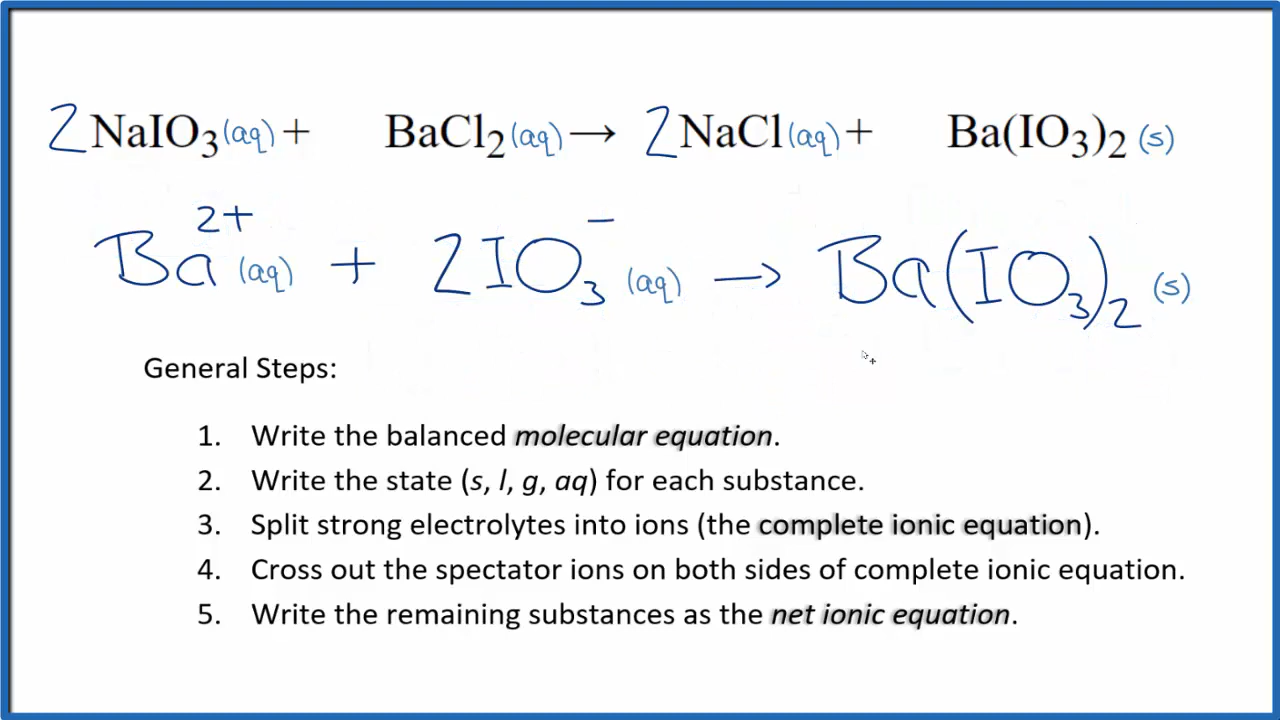 2NaIO₃(aq) + BaCl₂(aq) → 2NaCl(aq) + Ba(IO₃)₂(s)
Ba²⁺(aq) + 2IO₃⁻(aq) → Ba(IO₃)₂(s)
General Steps:
1. Write the balanced molecular equation.
2. Write the state (s, l, g, aq) for each substance.
3. Split strong electrolytes into ions (the complete ionic equation).
4. Cross out the spectator ions on both sides of complete ionic equation.
5. Write the remaining substances as the net ionic equation.